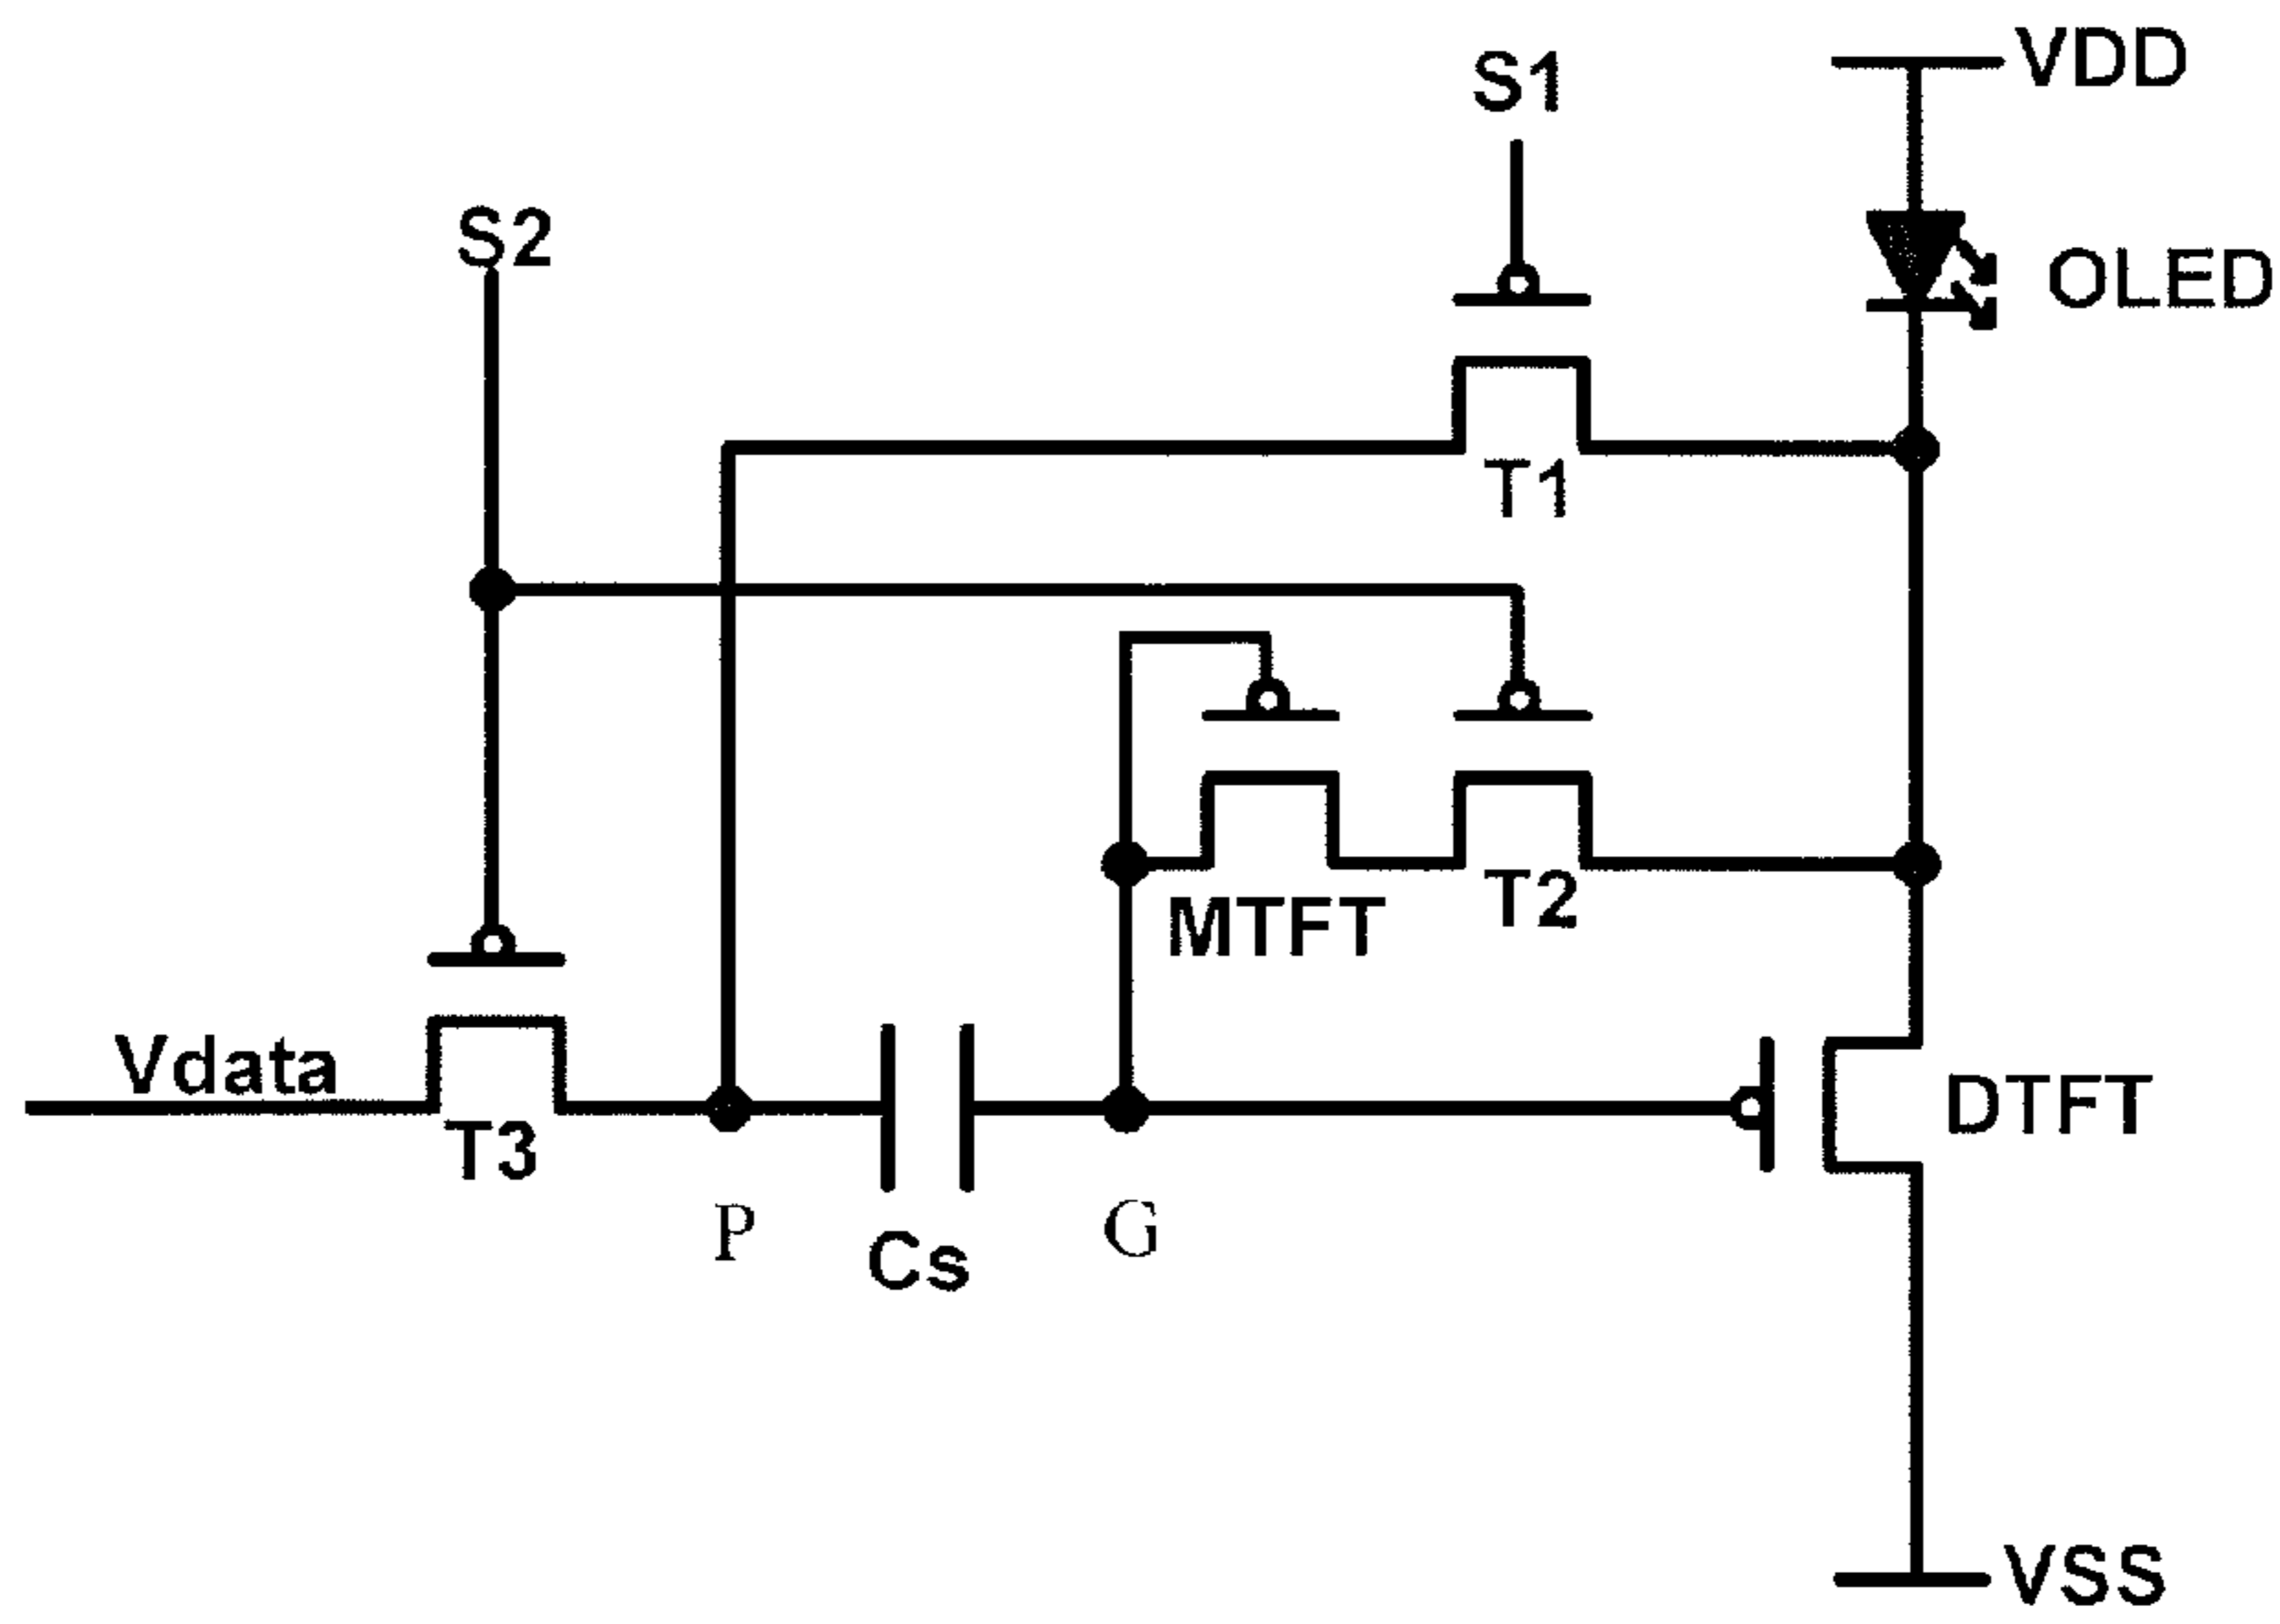 VDD
S1
S2
OLED
T1
T2
MTFT
Vdata
DTFT
T3
P
G
Cs
VSS